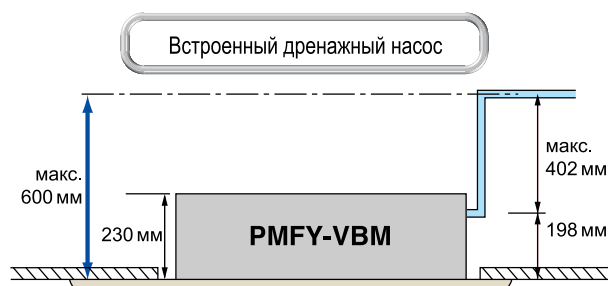 Встроенный дренажный насос
макс.
600 мм
230 мм
PMFY-VBM
макс.
402 мм
198 мм